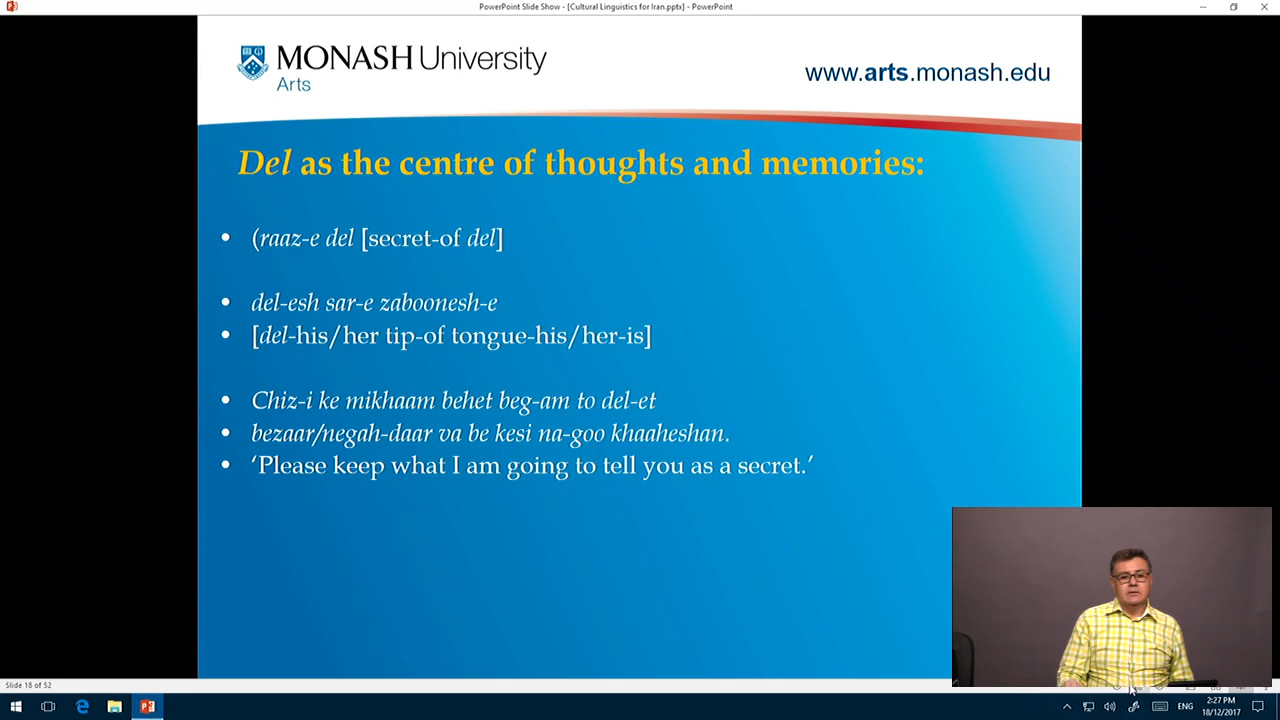 PowerPoint Slide Show - [Cultural Linguistics for Iran.pptx] - PowerPoint
MONASH University
Arts
www.arts.monash.edu
Del as the centre of thoughts and memories:
• (raaz-e del [secret-of del]
• del-esh sar-e zaboonesh-e
• [del-his/her tip-of tongue-his/her-is]
• Chiz-i ke mikhaam behet beg-am to del-et
• bezaar/negah-daar va be kesi na-goo khaaheshan.
• ‘Please keep what I am going to tell you as a secret.’
Slide 18 of 52
ENG
2:27 PM
18/12/2017